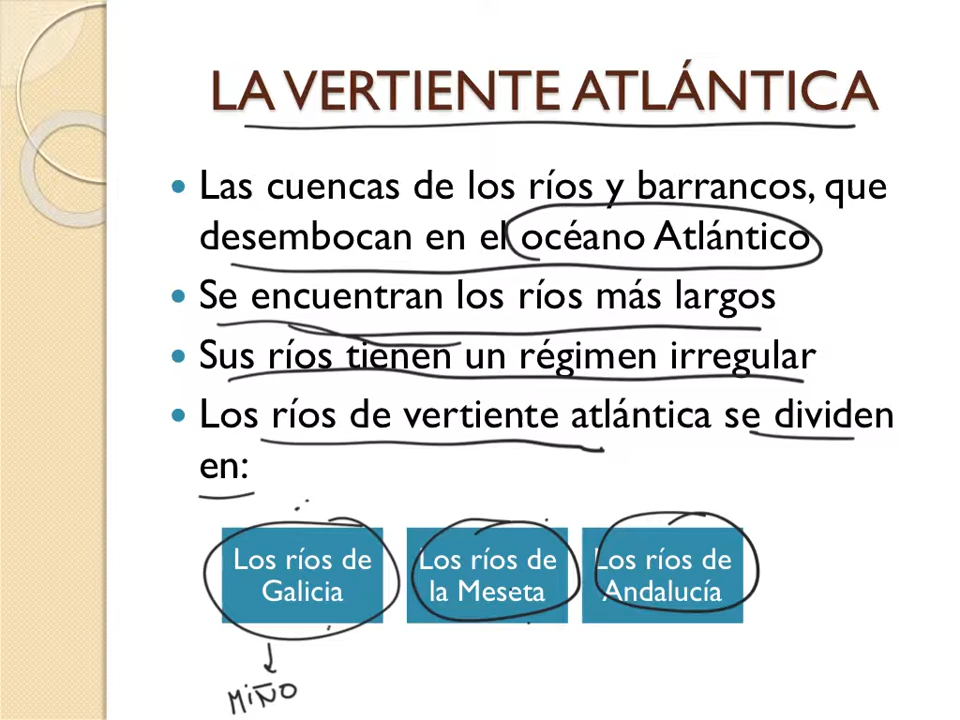 LA VERTIENTE ATLÁNTICA
Las cuencas de los ríos y barrancos, que
desembocan en el océano Atlántico
Se encuentran los ríos más largos
Sus ríos tienen un régimen irregular
Los ríos de vertiente atlántica se dividen
en:
Los ríos de
Galicia
Los ríos de
la Meseta
Los ríos de
Andalucía
MIÑO